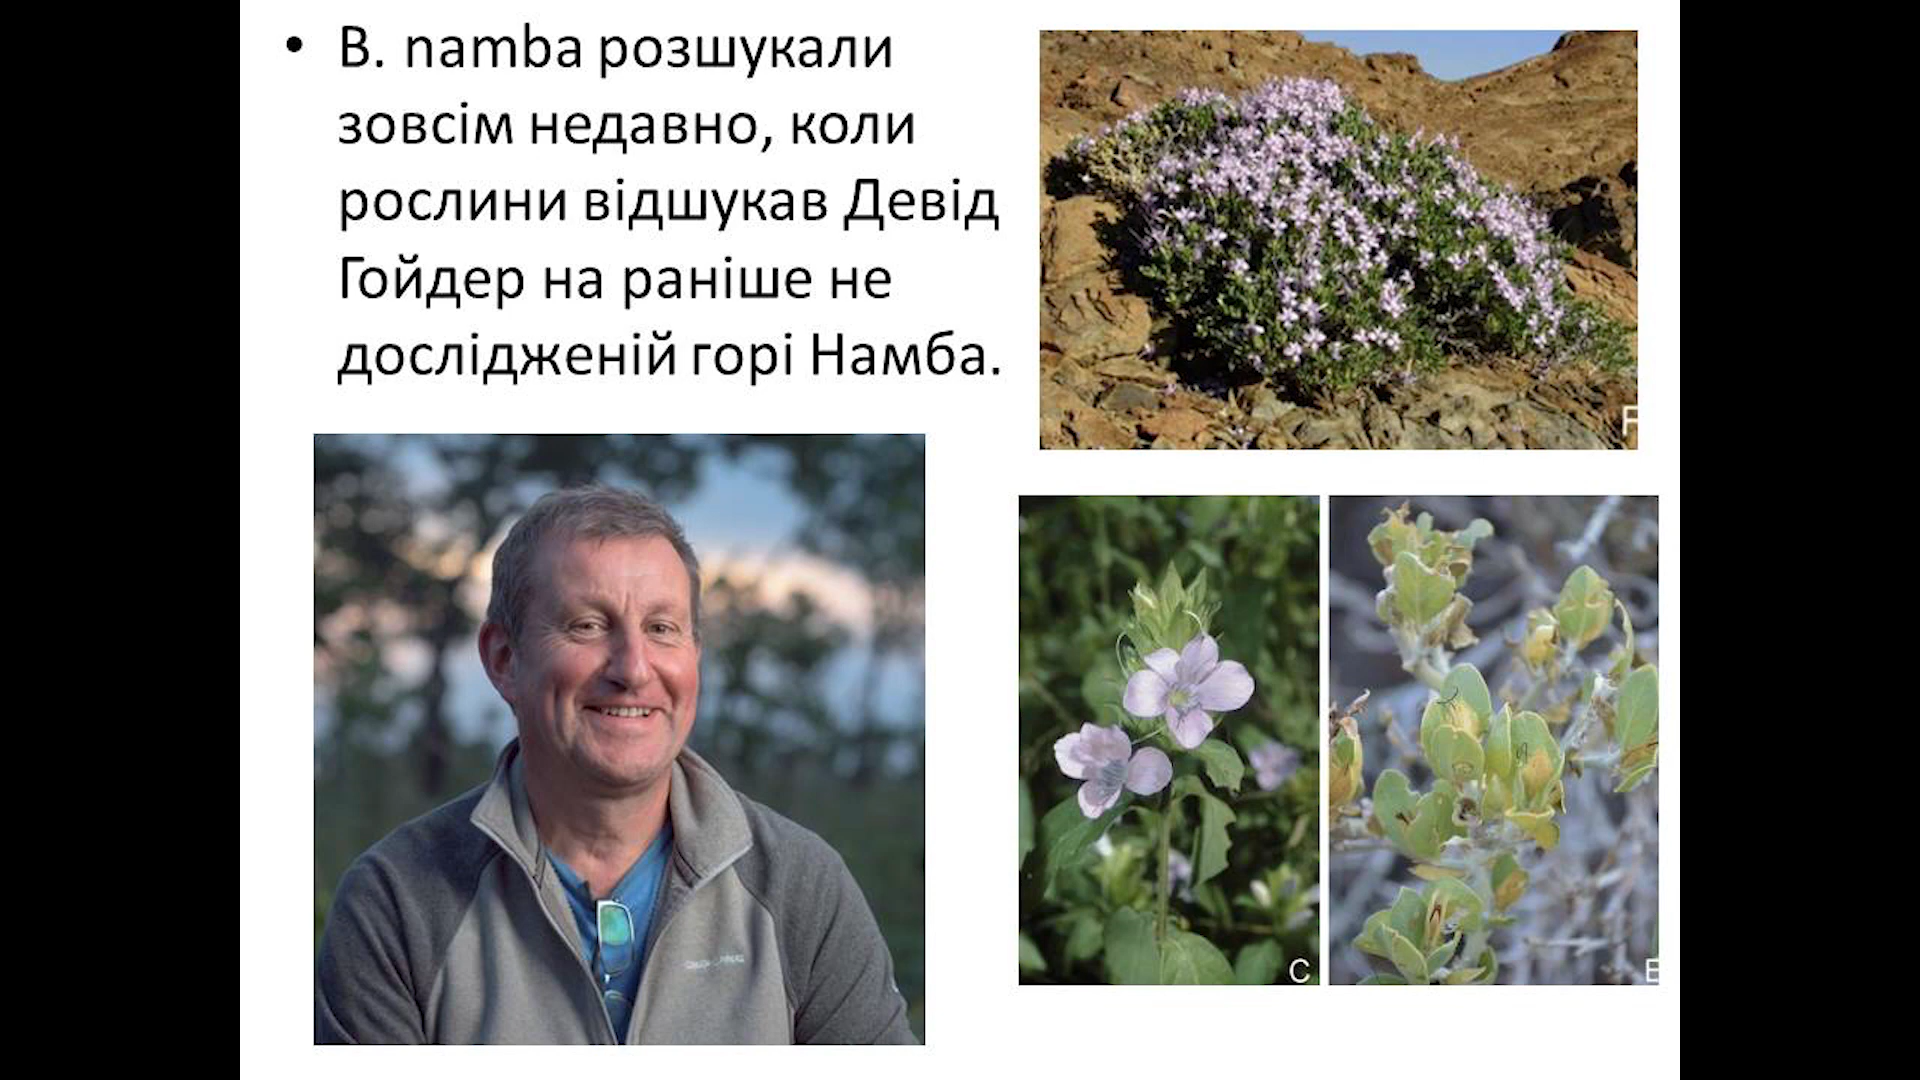 • B. namba розшукали
зовсім недавно, коли
рослини відшукав Девід
Гойдер на раніше не
дослідженій горі Намба.
F
C
E